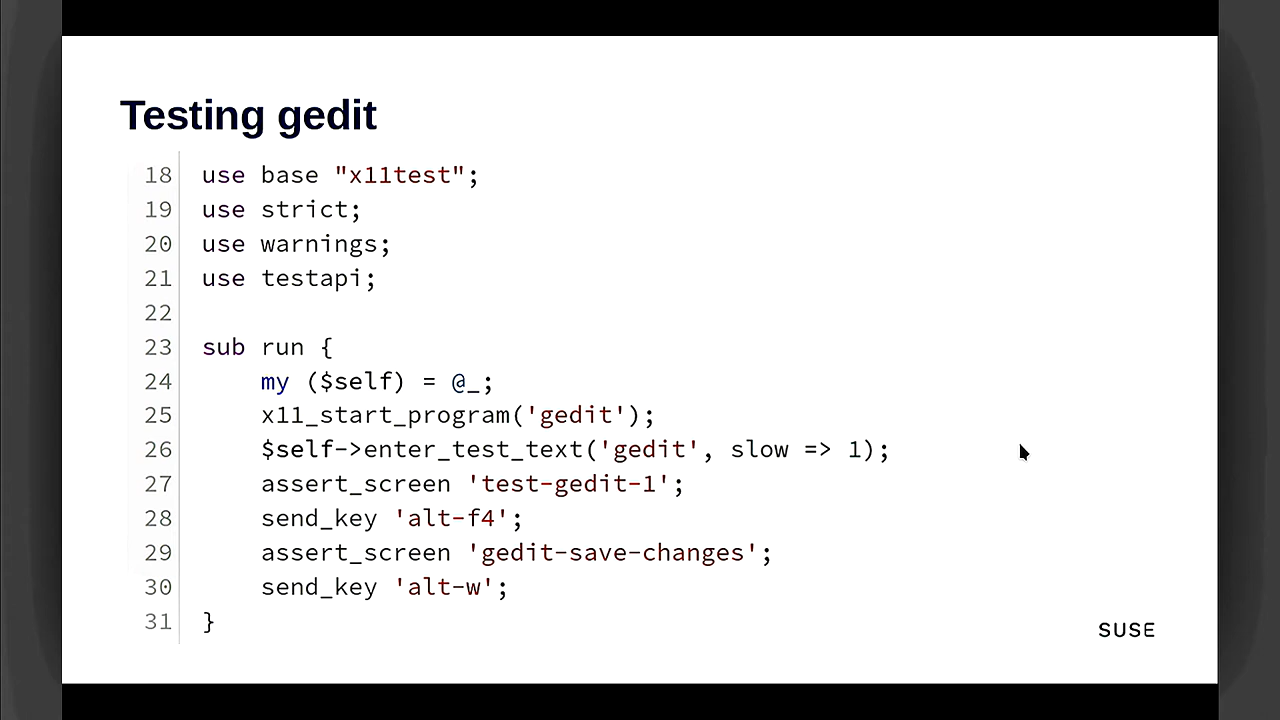 Testing gedit
18 use base "x11test";
19 use strict;
20 use warnings;
21 use testapi;
22
23 sub run {
24     my ($self) = @_;
25     x11_start_program('gedit');
26     $self->enter_test_text('gedit', slow => 1);
27     assert_screen 'test-gedit-1';
28     send_key 'alt-f4';
29     assert_screen 'gedit-save-changes';
30     send_key 'alt-w';
31 }
SUSE